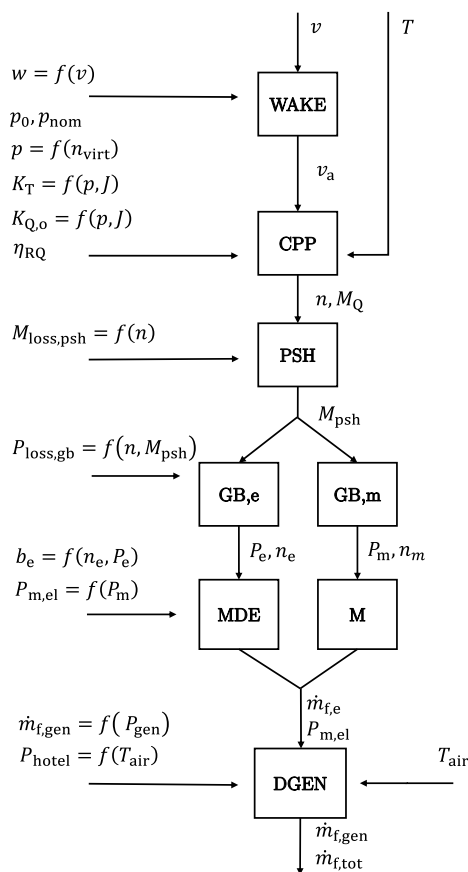 v
T
w = f(v)
WAKE
p₀, pₙₒₘ
p = f(n_virt)
v_a
K_T = f(p, J)
K_Q,o = f(p, J)
η_RQ
CPP
n, M_Q
M_loss,psh = f(n)
PSH
M_psh
P_loss,gb = f(n, M_psh)
GB,e
GB,m
P_e, n_e
P_m, n_m
b_e = f(n_e, P_e)
P_m,el = f(P_m)
MDE
M
ṁ_f,e
P_m,el
ṁ_f,gen = f( P_gen)
P_hotel = f(T_air)
T_air
DGEN
ṁ_f,gen
ṁ_f,tot